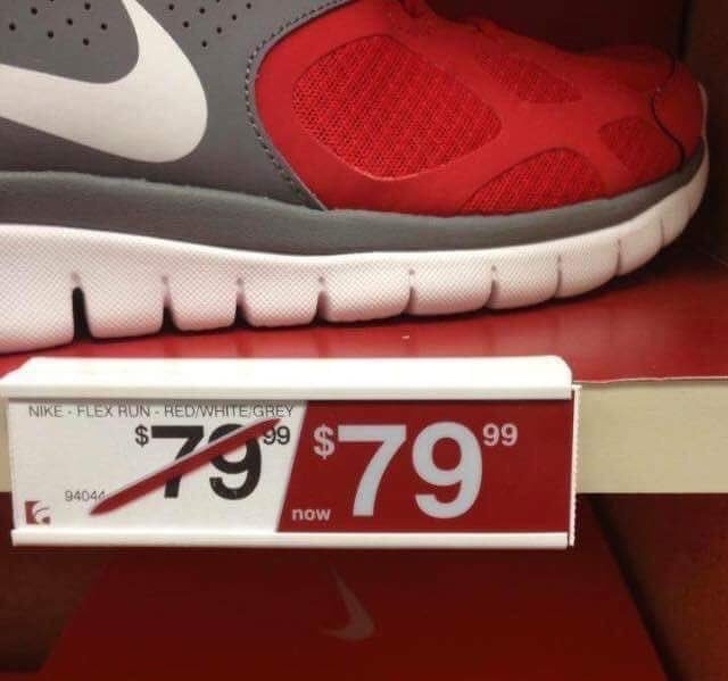 NIKE - FLEX RUN - RED/WHITE/GREY
$79 99
94044
now $79 99